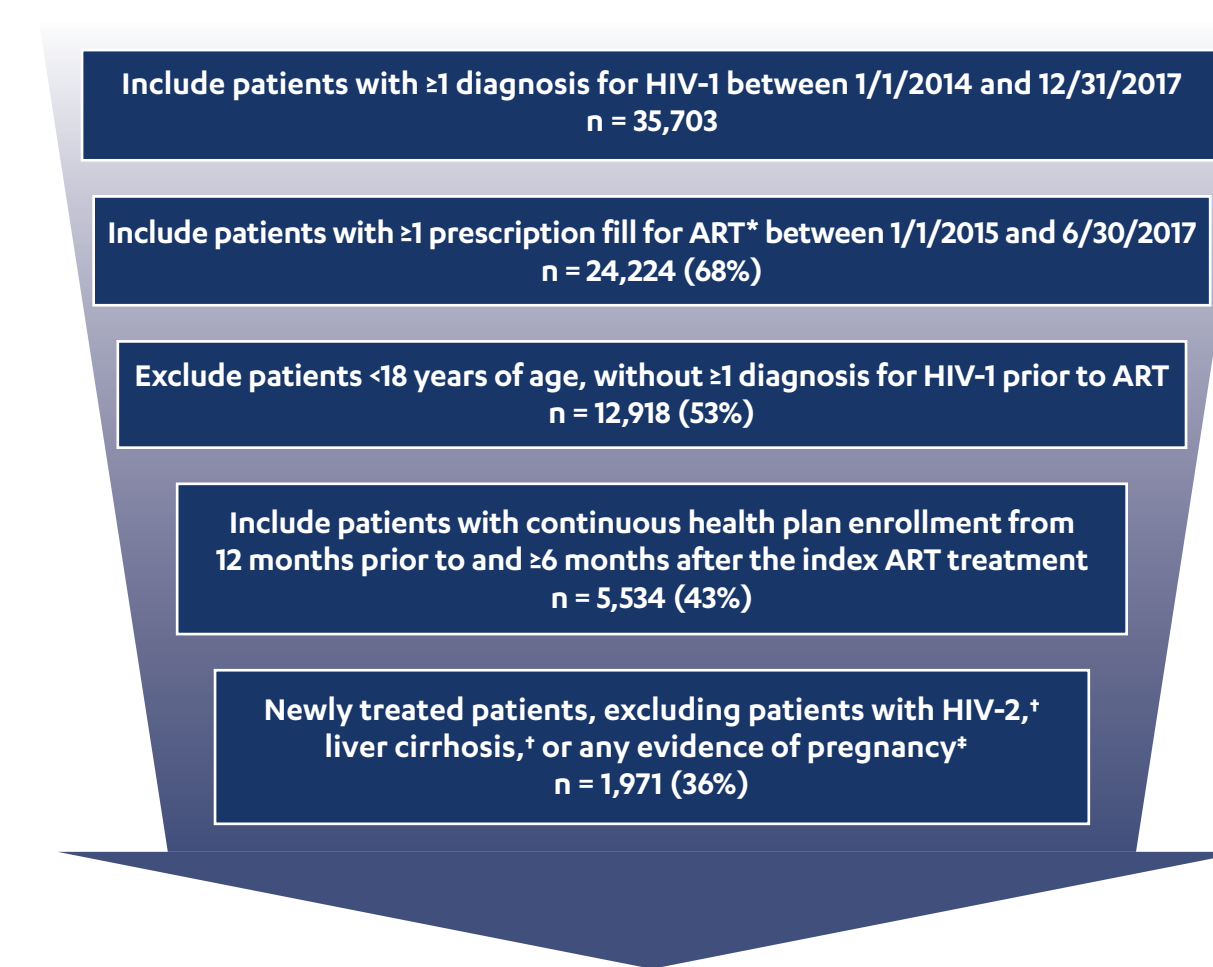 Include patients with ≥1 diagnosis for HIV-1 between 1/1/2014 and 12/31/2017
n = 35,703
Include patients with ≥1 prescription fill for ART* between 1/1/2015 and 6/30/2017
n = 24,224 (68%)
Exclude patients <18 years of age, without ≥1 diagnosis for HIV-1 prior to ART
n = 12,918 (53%)
Include patients with continuous health plan enrollment from
12 months prior to and ≥6 months after the index ART treatment
n = 5,534 (43%)
Newly treated patients, excluding patients with HIV-2,†
liver cirrhosis,† or any evidence of pregnancy‡
n = 1,971 (36%)